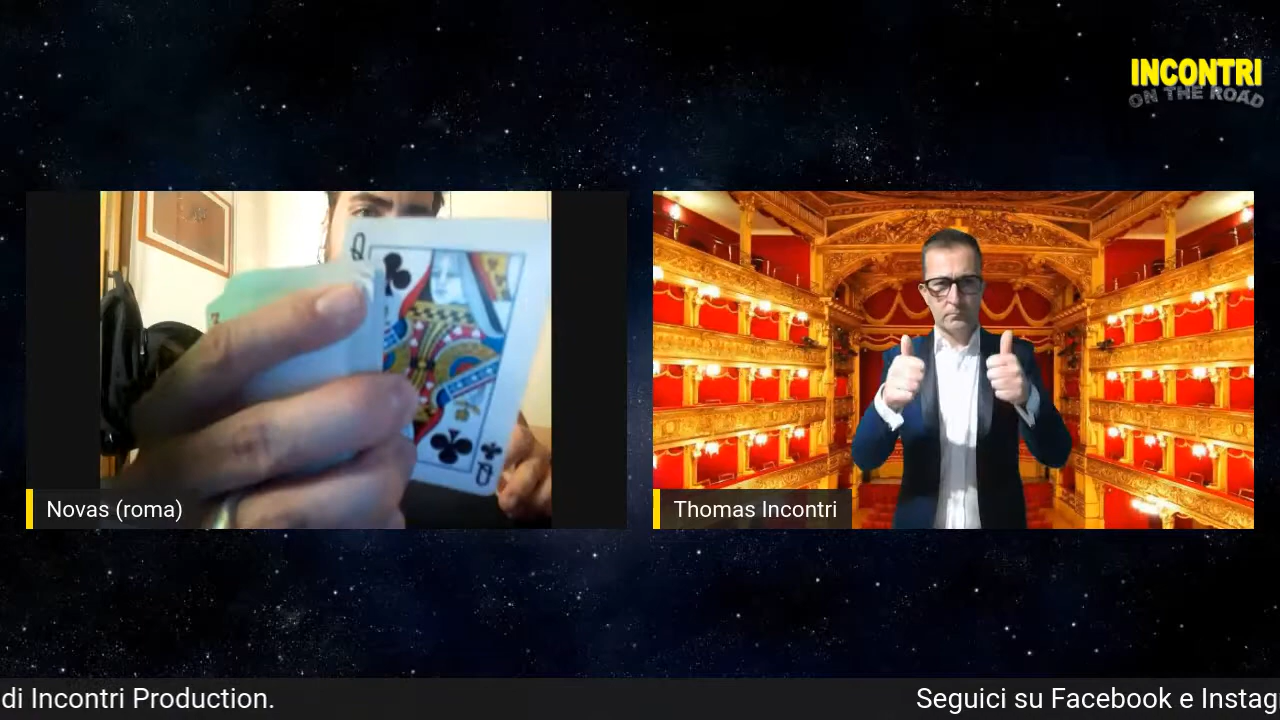 INCONTRI
ON THE ROAD
Q
Q
Novas (roma)
Thomas Incontri
di Incontri Production.
Seguici su Facebook e Instag